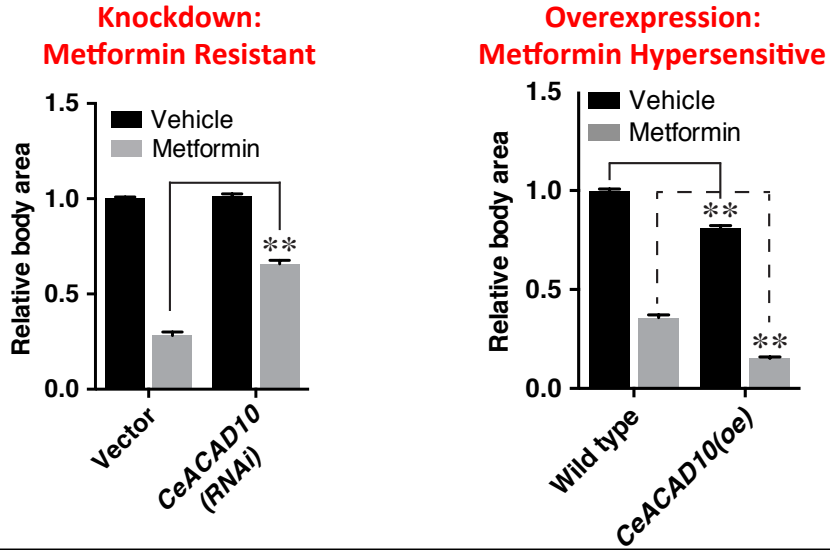 Knockdown:
Metformin Resistant
1.5
1.0
0.5
0.0
Relative body area
Vehicle
Metformin
**
Vector
CeACAD10
(RNAi)
Overexpression:
Metformin Hypersensitive
1.5
1.0
0.5
0.0
Relative body area
Vehicle
Metformin
**
**
Wild type
CeACAD10(oe)